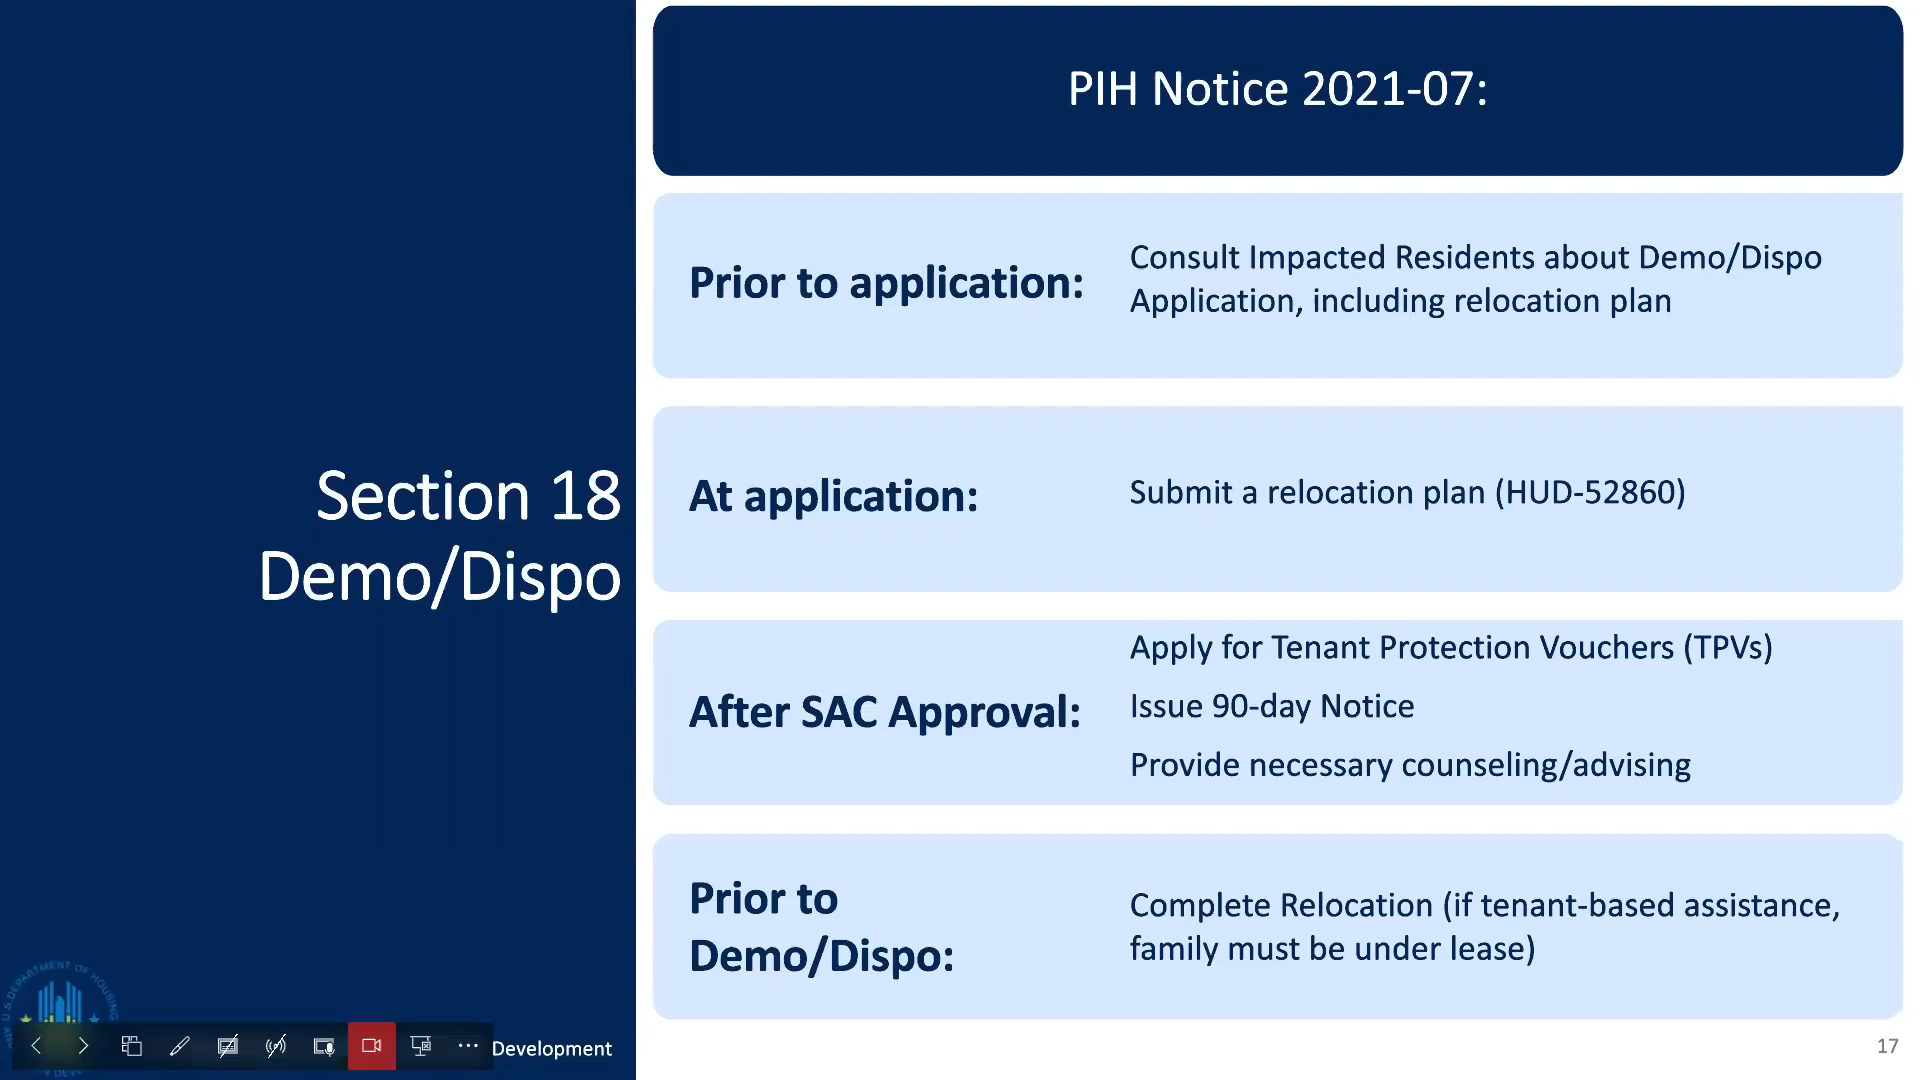 Section 18
Demo/Dispo
PIH Notice 2021-07:
Prior to application:
Consult Impacted Residents about Demo/Dispo
Application, including relocation plan
At application:
Submit a relocation plan (HUD-52860)
After SAC Approval:
Apply for Tenant Protection Vouchers (TPVs)
Issue 90-day Notice
Provide necessary counseling/advising
Prior to
Demo/Dispo:
Complete Relocation (if tenant-based assistance,
family must be under lease)
U.S. DEPARTMENT OF HOUSING
Development
17